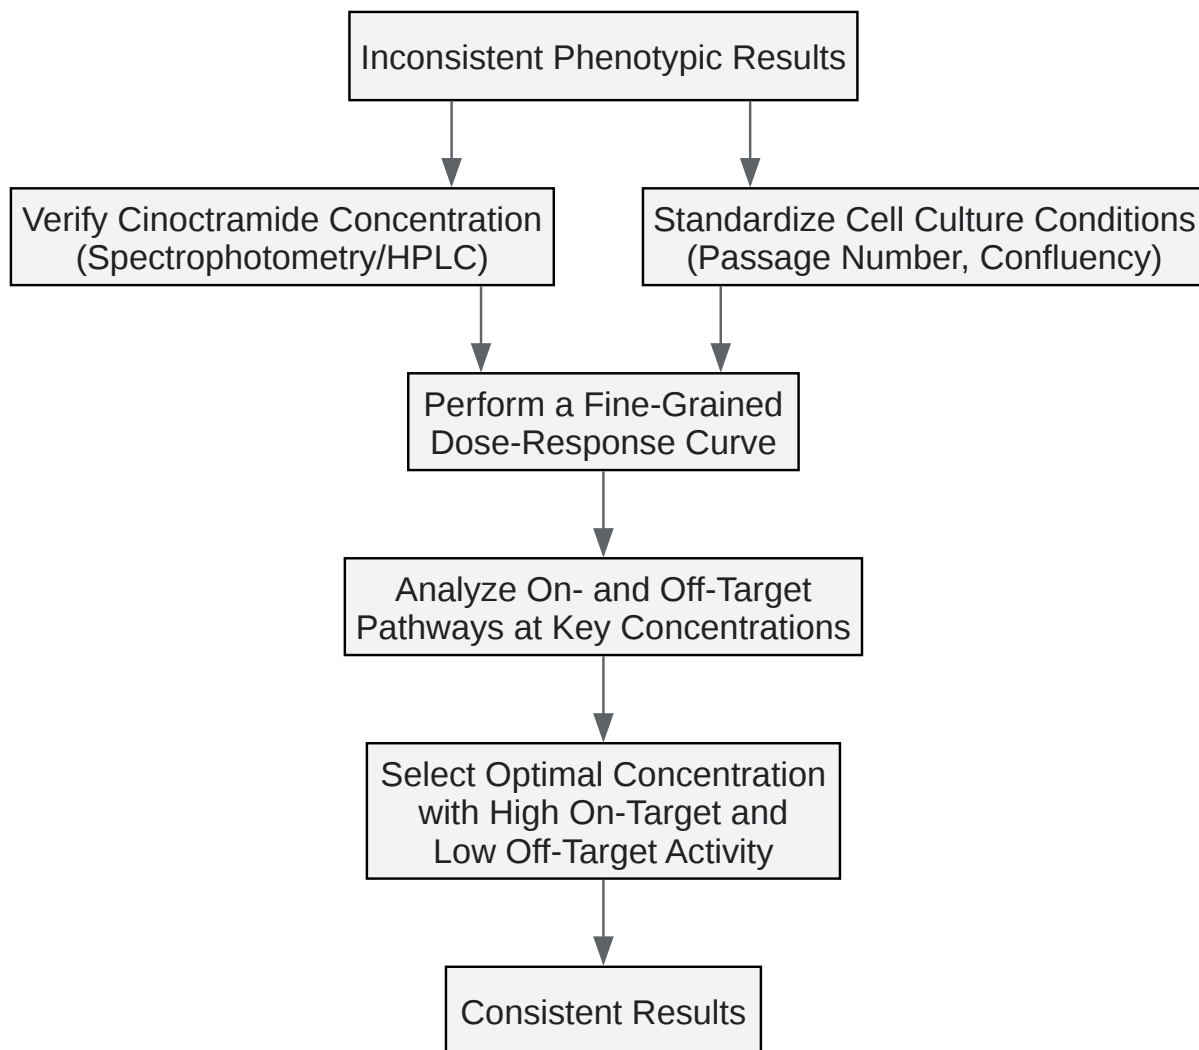 Inconsistent Phenotypic Results
Verify Cinoctramide Concentration
(Spectrophotometry/HPLC)
Standardize Cell Culture Conditions
(Passage Number, Confluency)
Perform a Fine-Grained
Dose-Response Curve
Analyze On- and Off-Target
Pathways at Key Concentrations
Select Optimal Concentration
with High On-Target and
Low Off-Target Activity
Consistent Results